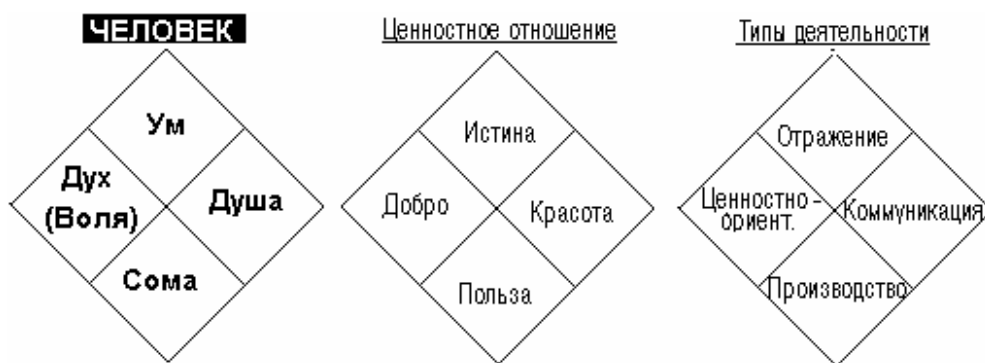 ЧЕЛОВЕК
Ум
Дух
(Воля)
Душа
Сома
Ценностное отношение
Истина
Добро
Красота
Польза
Типы деятельности
Отражение
Ценностно-
ориент.
Коммуникация
Производство